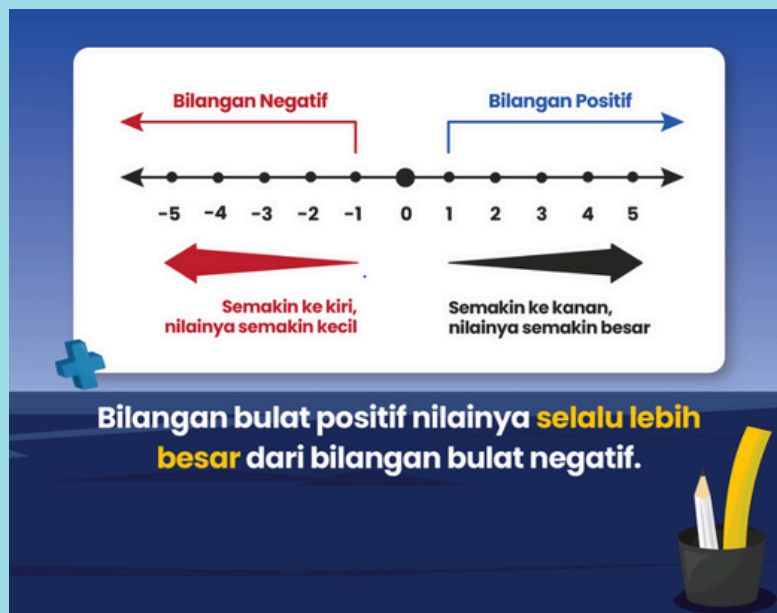 Bilangan Negatif
Bilangan Positif
-5 -4 -3 -2 -1 0 1 2 3 4 5
Semakin ke kiri,
nilainya semakin kecil
Semakin ke kanan,
nilainya semakin besar
Bilangan bulat positif nilainya selalu lebih
besar dari bilangan bulat negatif.